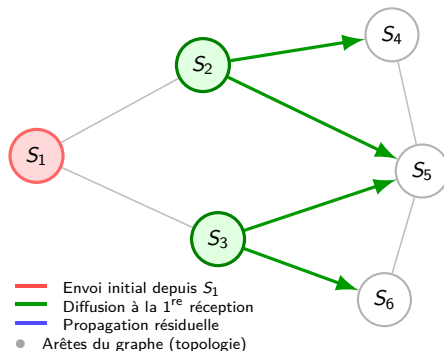 S4
S2
S1
S5
S3
S6
Envoi initial depuis S1
Diffusion à la 1re réception
Propagation résiduelle
Arêtes du graphe (topologie)